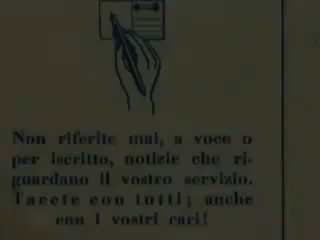 Non riferite mai, a voce o
per iscritto, notizie che ri-
guardano il vostro servizio.
Tacete con tutti; anche
con i vostri cari!